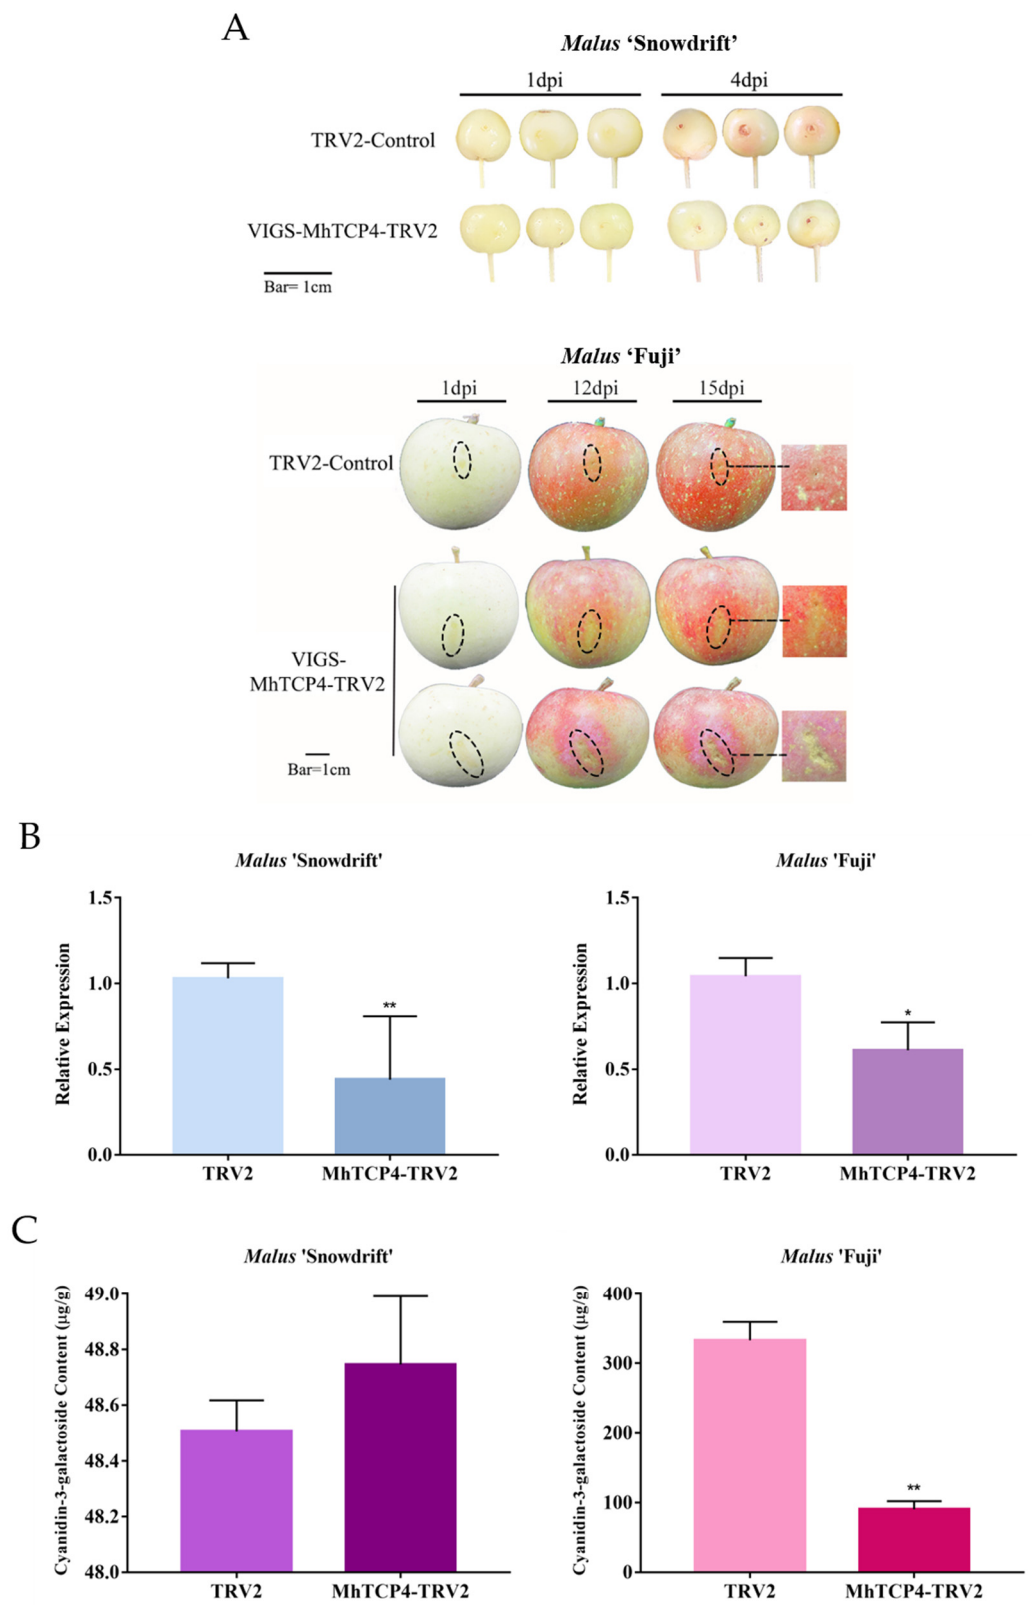 A
Malus ‘Snowdrift’
1dpi
4dpi
TRV2-Control
VIGS-MhTCP4-TRV2
Bar= 1cm
Malus ‘Fuji’
1dpi
12dpi
15dpi
TRV2-Control
VIGS-
MhTCP4-TRV2
Bar=1cm
B
Malus 'Snowdrift'
Relative Expression
1.5
1.0
0.5
0.0
**
TRV2
MhTCP4-TRV2
Malus 'Fuji'
Relative Expression
1.5
1.0
0.5
0.0
*
TRV2
MhTCP4-TRV2
C
Malus 'Snowdrift'
Cyanidin-3-galactoside Content (μg/g)
49.0
48.8
48.6
48.4
48.2
48.0
TRV2
MhTCP4-TRV2
Malus 'Fuji'
Cyanidin-3-galactoside Content (μg/g)
400
300
200
100
0
**
TRV2
MhTCP4-TRV2